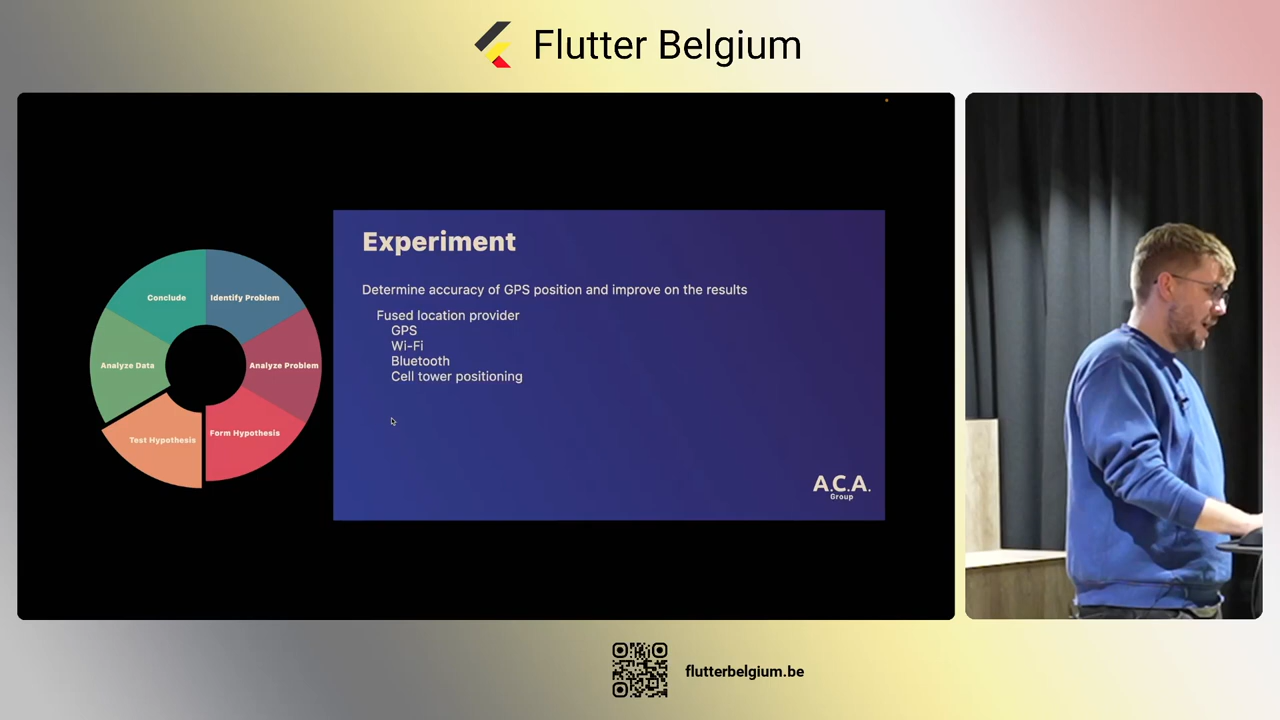 Flutter Belgium
Experiment
Determine accuracy of GPS position and improve on the results
Fused location provider
GPS
Wi-Fi
Bluetooth
Cell tower positioning
A.C.A.
Group
Conclude
Identify Problem
Analyze Data
Analyze Problem
Test Hypothesis
Form Hypothesis
flutterbelgium.be